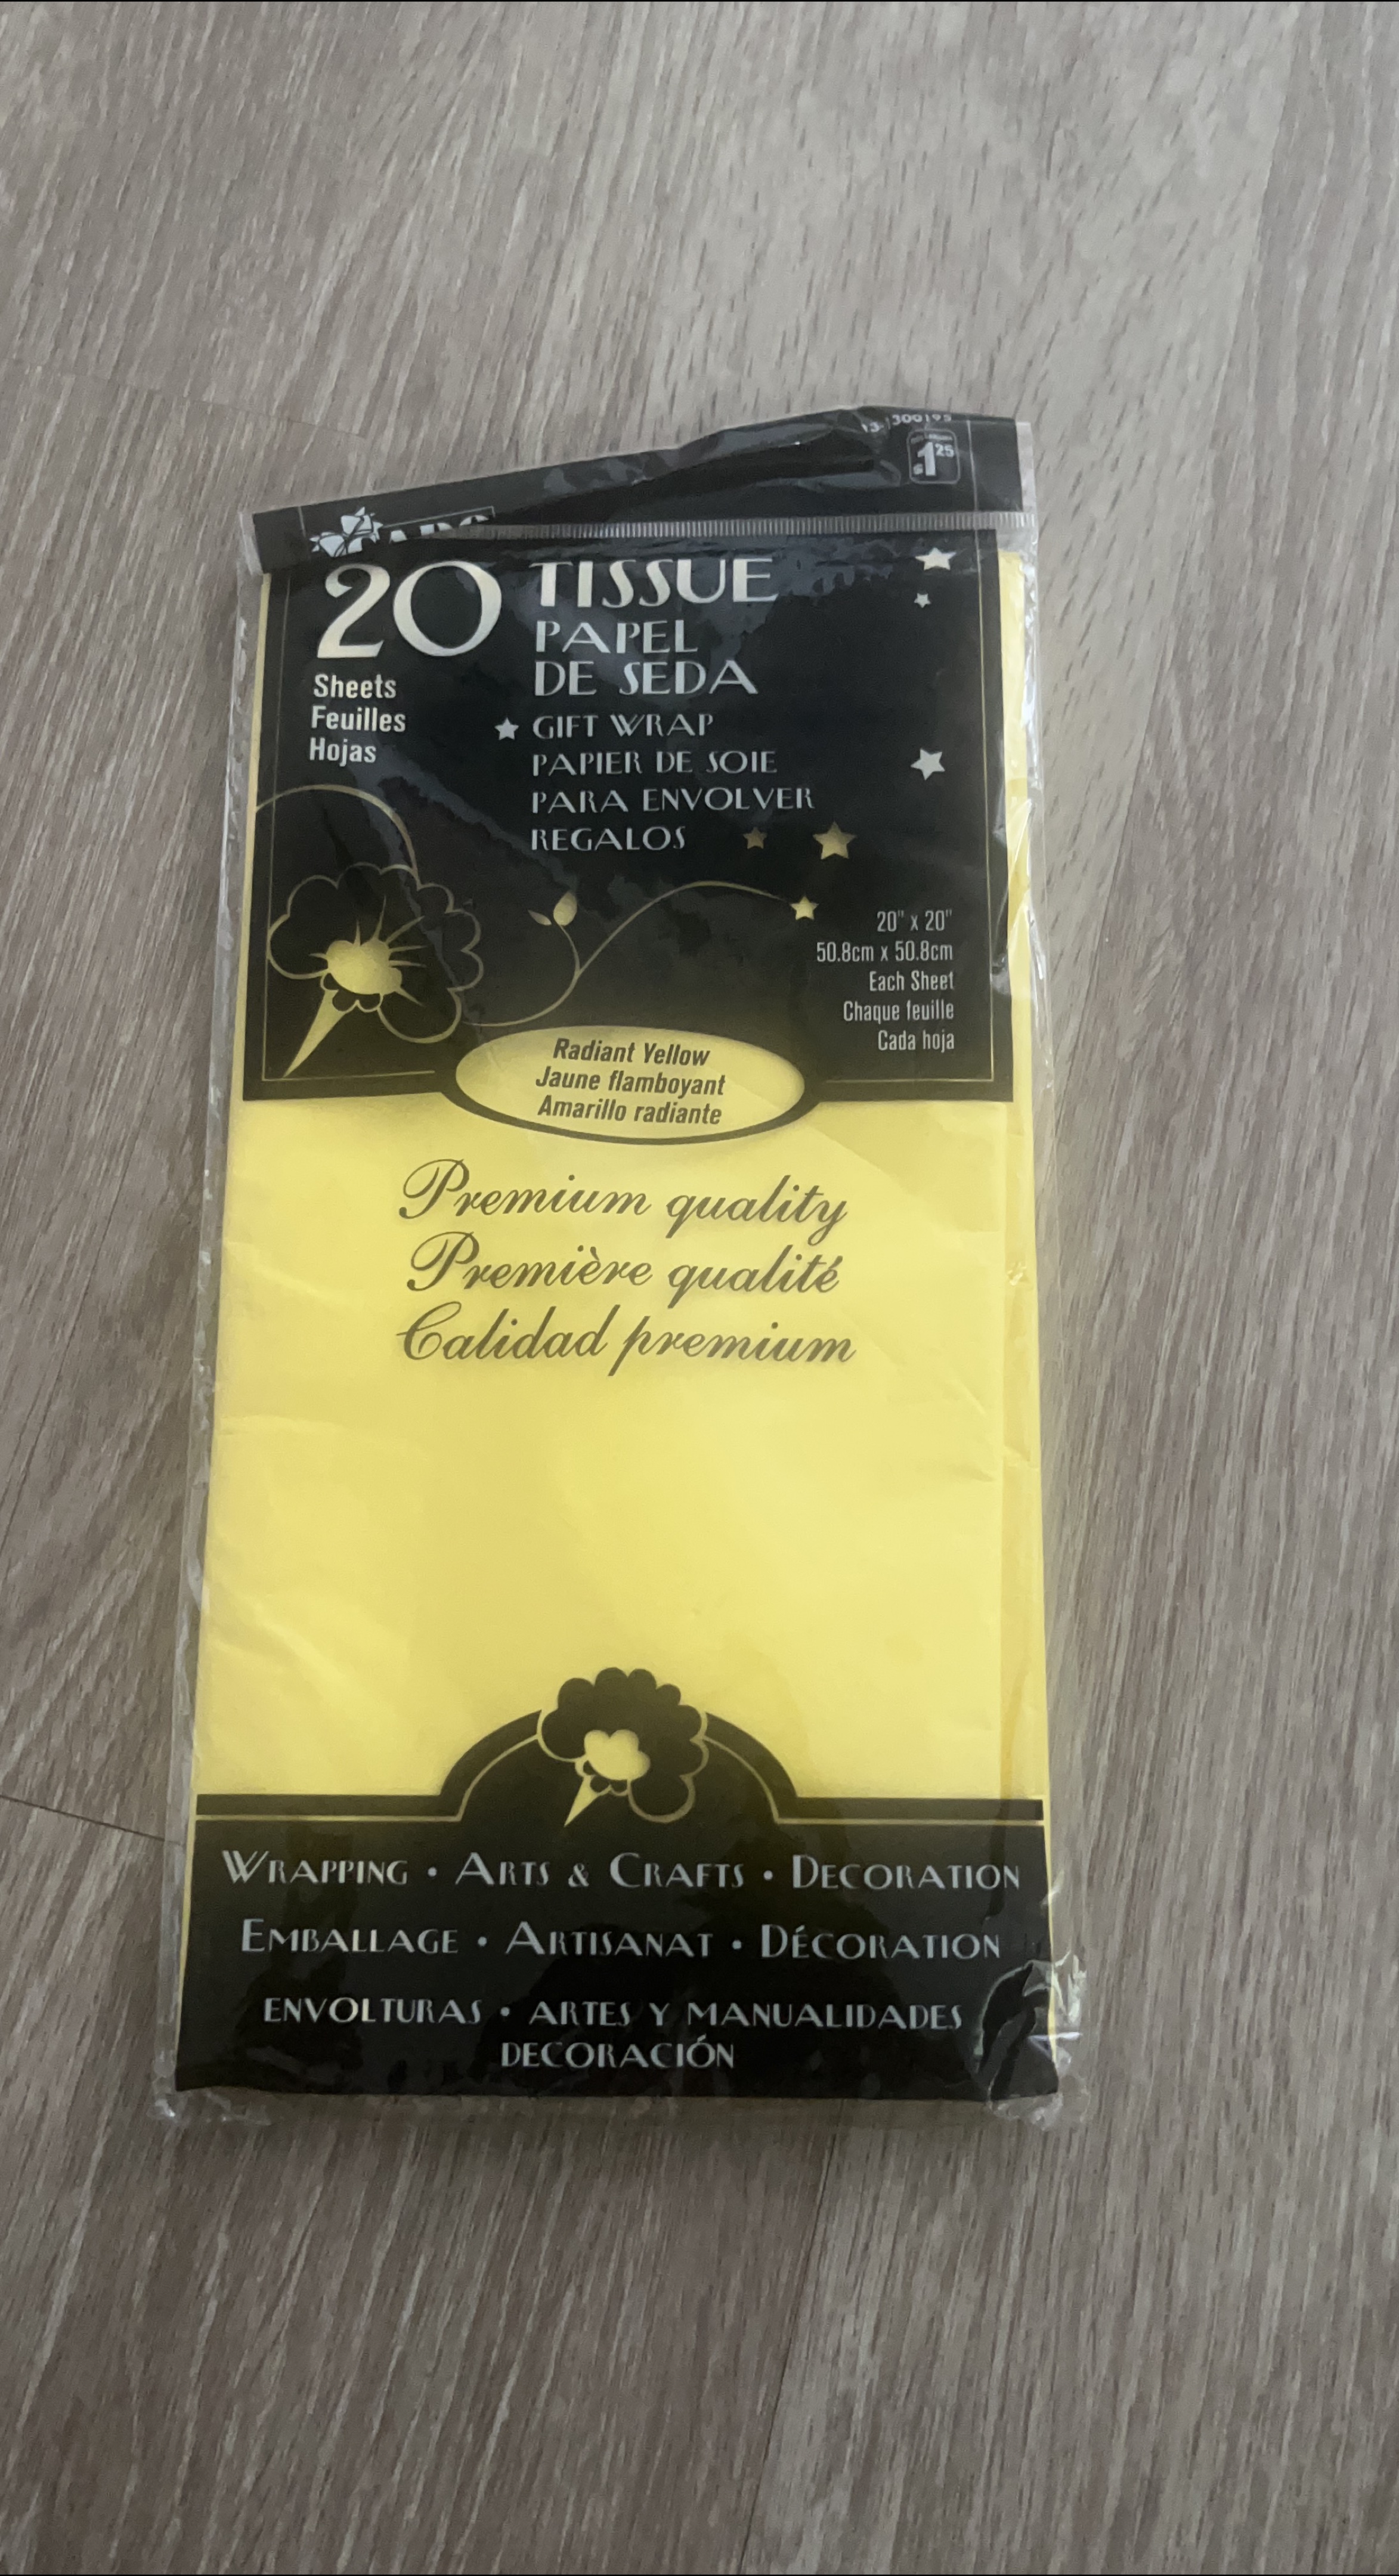 $1.25
20
Sheets
Feuilles
Hojas
TISSUE
PAPEL
DE SEDA
GIFT WRAP
PAPIER DE SOIE
PARA ENVOLVER
REGALOS
20" x 20"
50.8cm x 50.8cm
Each Sheet
Chaque feuille
Cada hoja
Radiant Yellow
Jaune flamboyant
Amarillo radiante
Premium quality
Première qualité
Calidad premium
WRAPPING • ARTS & CRAFTS • DECORATION
EMBALLAGE • ARTISANAT • DÉCORATION
ENVOLTURAS • ARTES Y MANUALIDADES
DECORACIÓN